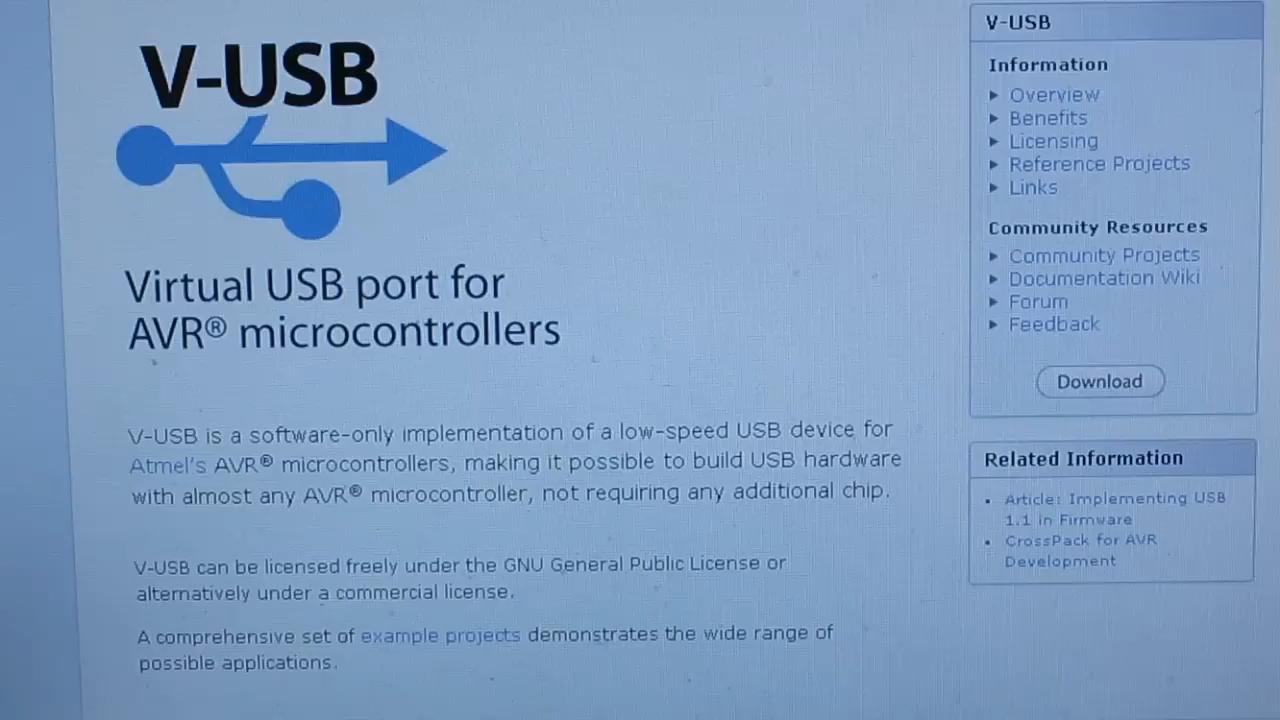 V-USB
Virtual USB port for
AVR® microcontrollers
V-USB is a software-only implementation of a low-speed USB device for
Atmel's AVR® microcontrollers, making it possible to build USB hardware
with almost any AVR® microcontroller, not requiring any additional chip.
V-USB can be licensed freely under the GNU General Public License or
alternatively under a commercial license.
A comprehensive set of example projects demonstrates the wide range of
possible applications.
V-USB
Information
Overview
Benefits
Licensing
Reference Projects
Links
Community Resources
Community Projects
Documentation Wiki
Forum
Feedback
Download
Related Information
Article: Implementing USB
1.1 in Firmware
CrossPack for AVR
Development